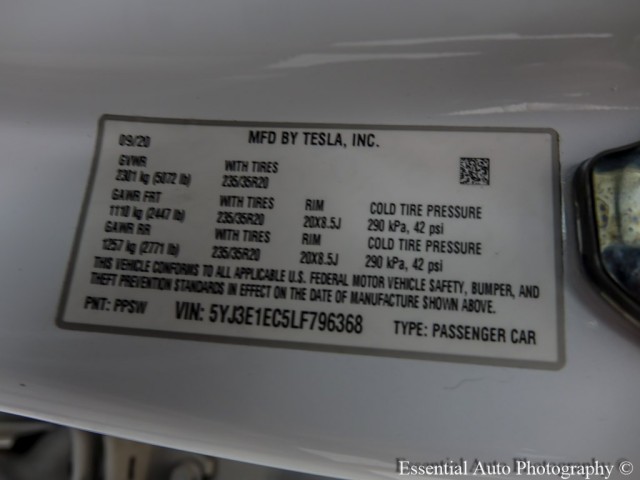 09/20 MFD BY TESLA, INC.
GVWR WITH TIRES
2301 kg (5072 lb) 235/35R20
GAWR FRT WITH TIRES RIM COLD TIRE PRESSURE
1110 kg (2447 lb) 235/35R20 20X8.5J 290 kPa, 42 psi
GAWR RR WITH TIRES RIM COLD TIRE PRESSURE
1257 kg (2771 lb) 235/35R20 20X8.5J 290 kPa, 42 psi
THIS VEHICLE CONFORMS TO ALL APPLICABLE U.S. FEDERAL MOTOR VEHICLE SAFETY, BUMPER, AND
THEFT PREVENTION STANDARDS IN EFFECT ON THE DATE OF MANUFACTURE SHOWN ABOVE.
PNT: PPSW VIN: 5YJ3E1EC5LF796368 TYPE: PASSENGER CAR
Essential Auto Photography ©